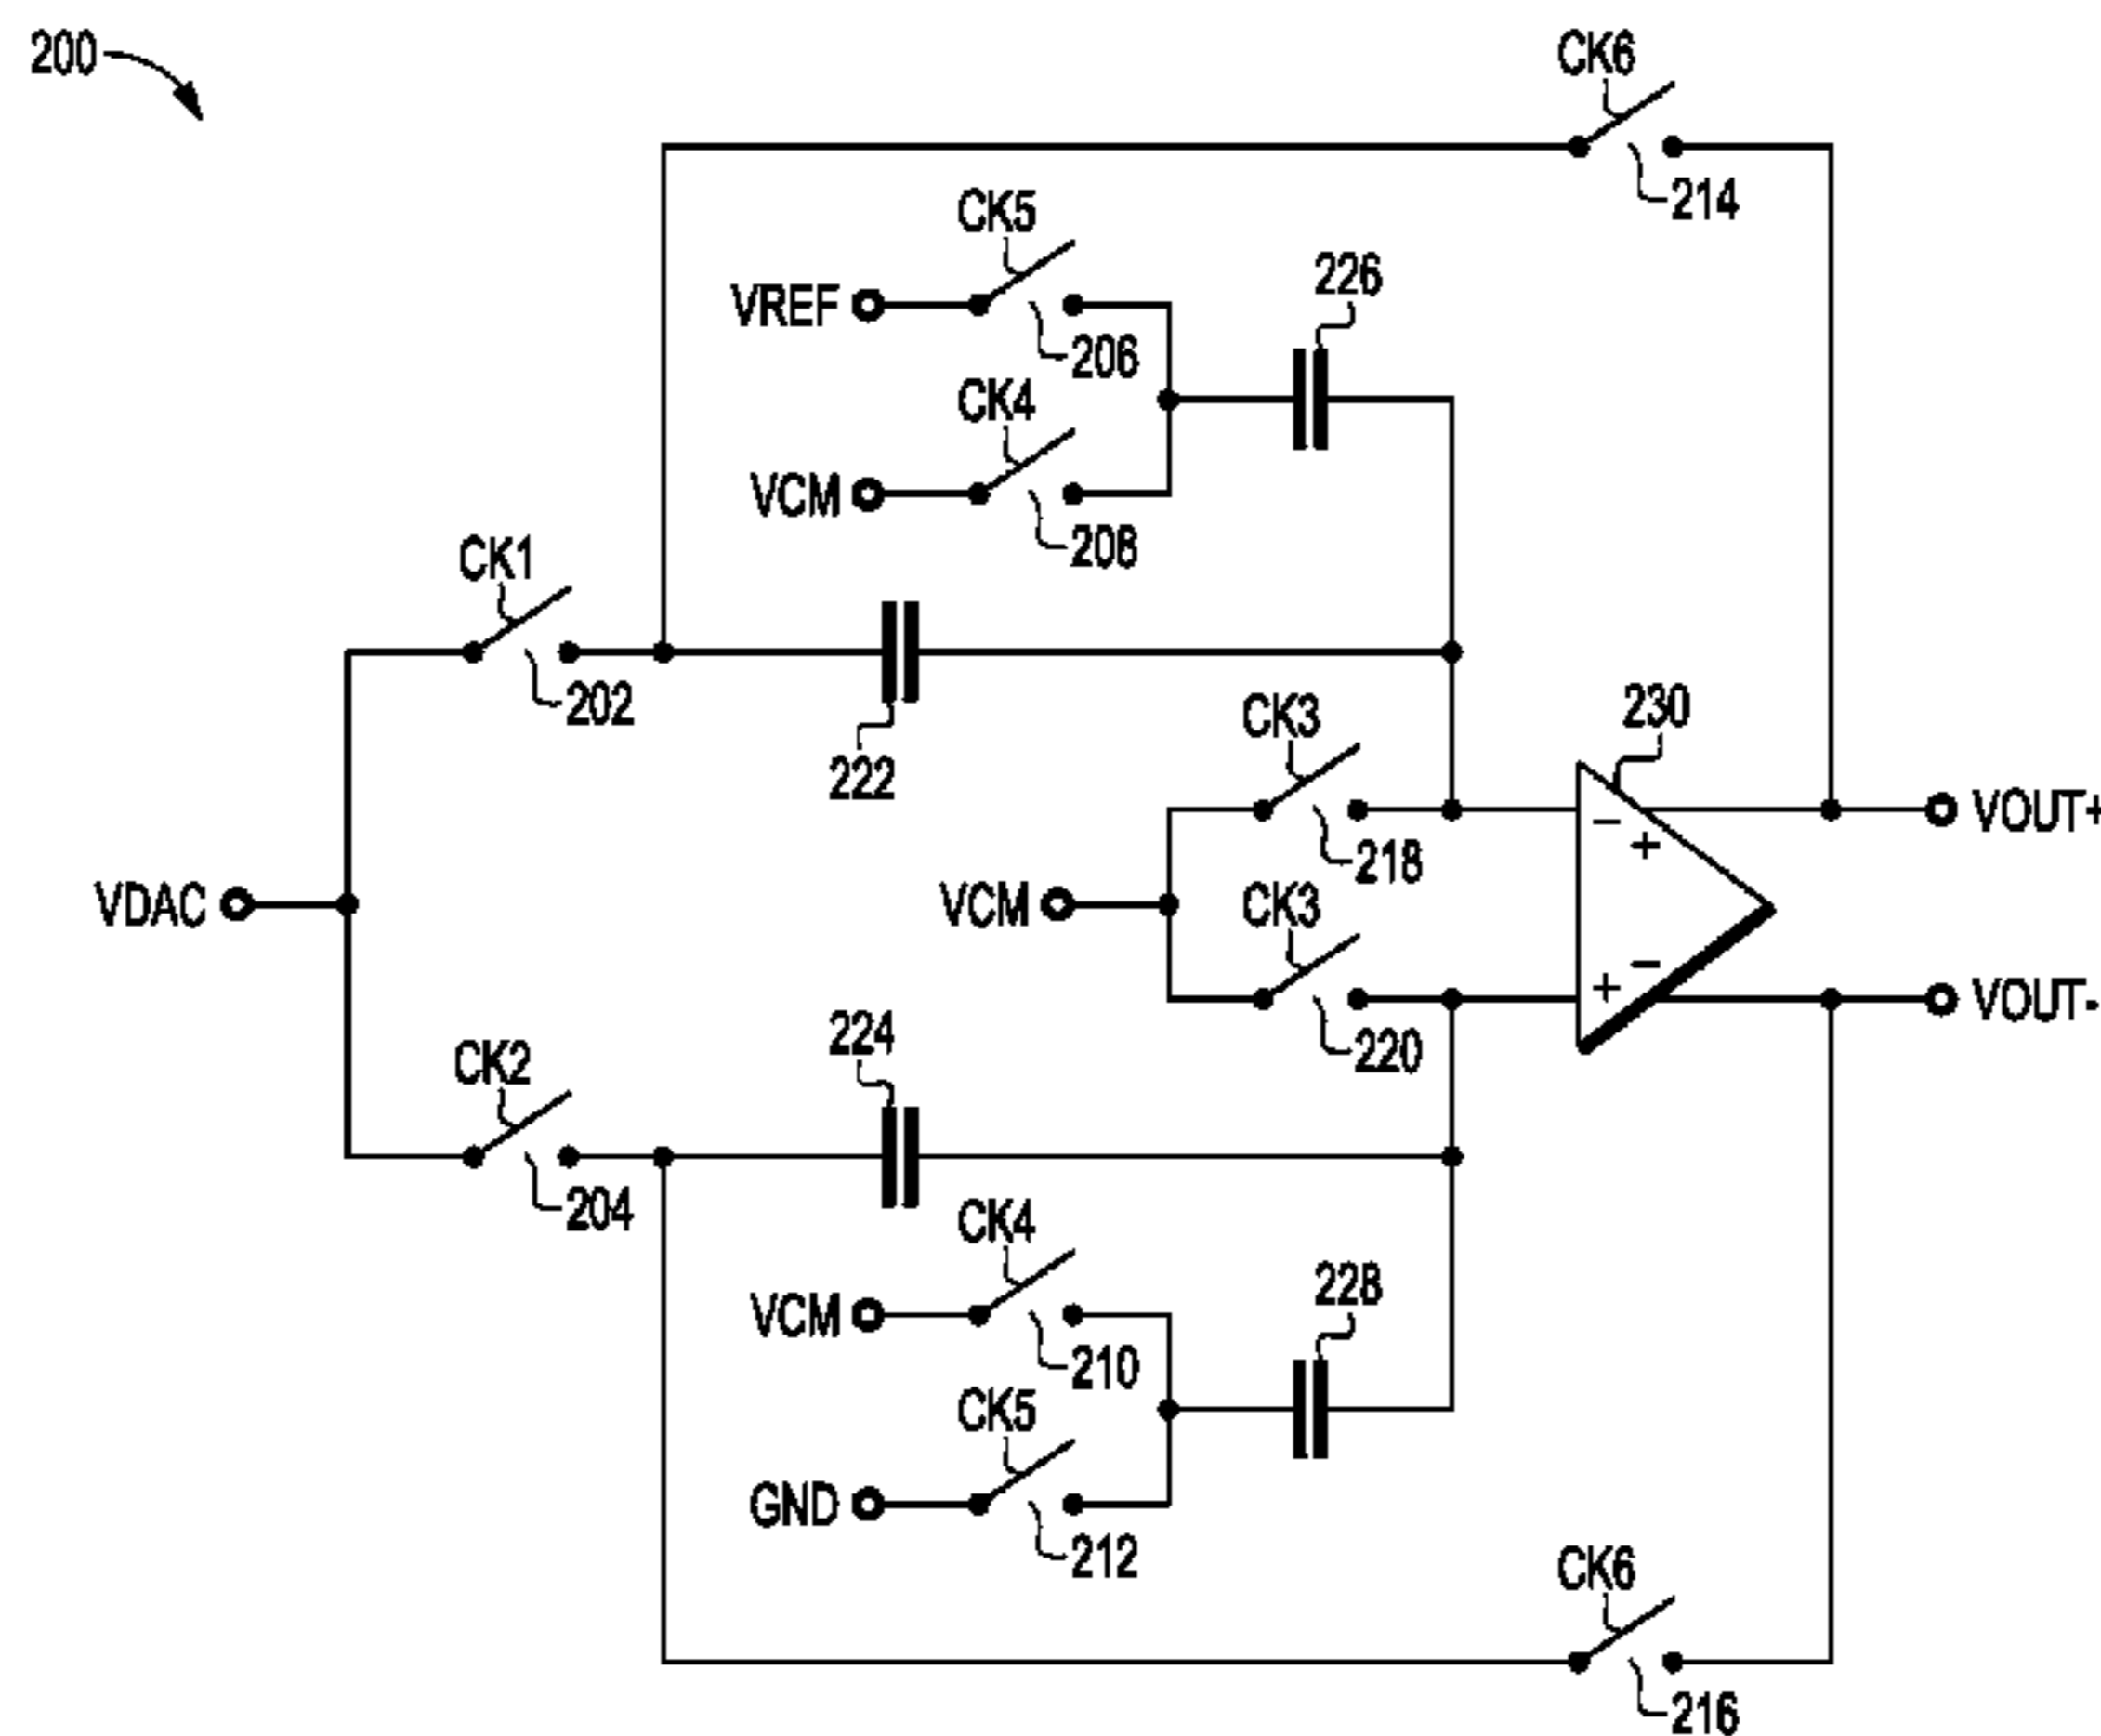 200
CK6
214
CK5
VREF
206
226
CK4
VCM
208
CK1
202
222
CK3
218
230
VOUT+
VDAC
VCM
CK3
220
VOUT-
224
CK2
204
CK4
VCM
210
228
CK5
GND
212
CK6
216
- +
+ -